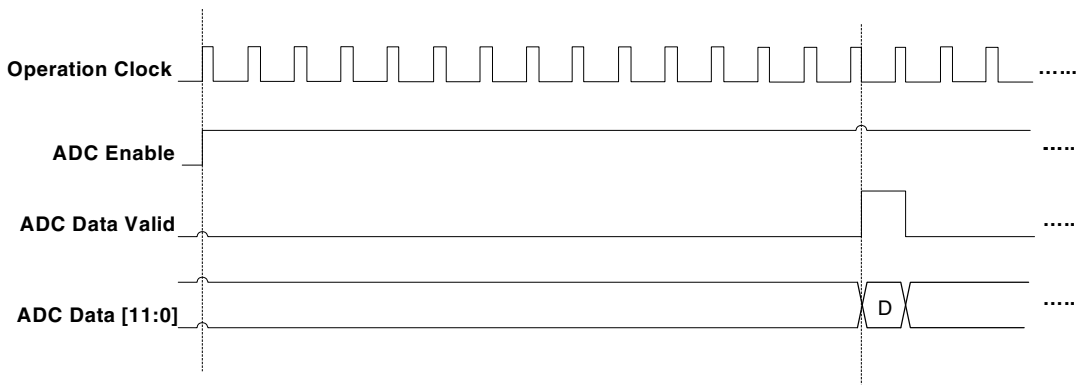 Operation Clock
......
ADC Enable
.....
ADC Data Valid
.....
ADC Data [11:0]
D
.....